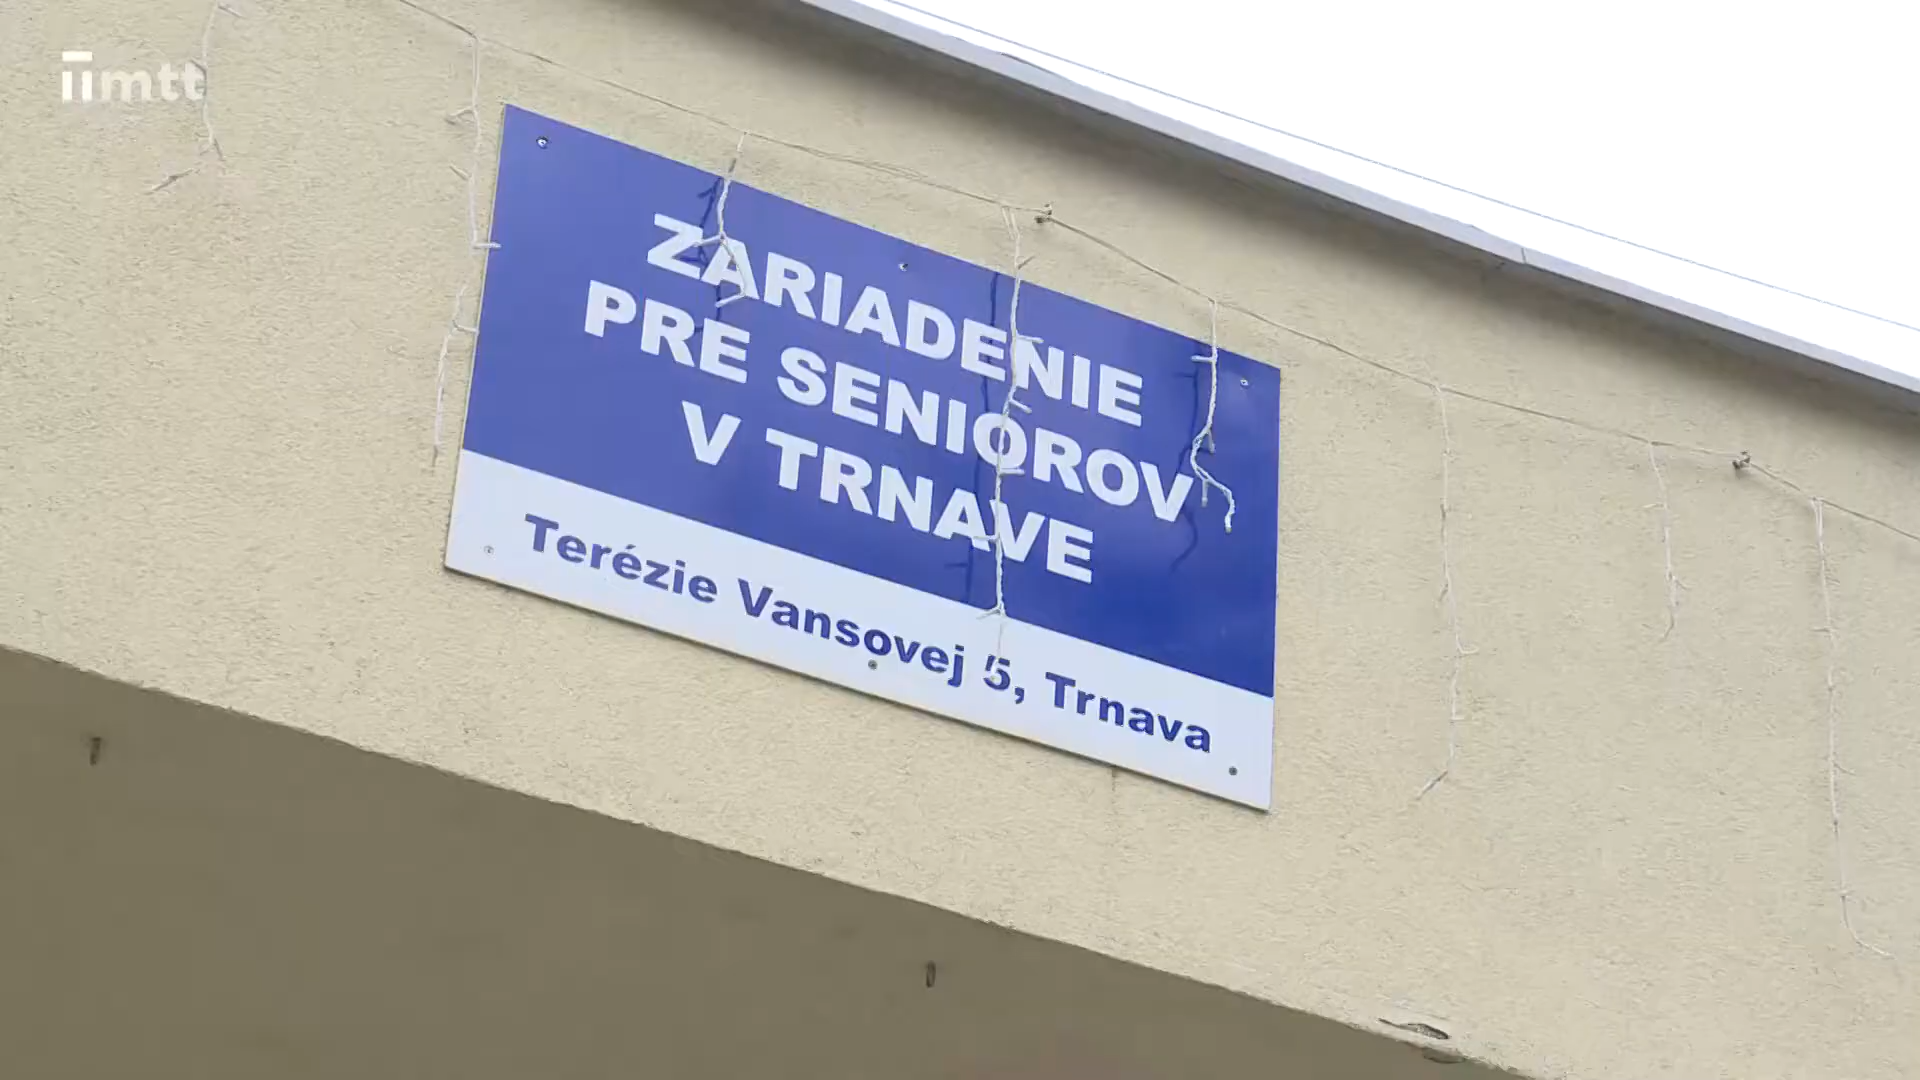 mtt
ZARIADENIE
PRE SENIOROV
V TRNAVE
Terézie Vansovej 5, Trnava